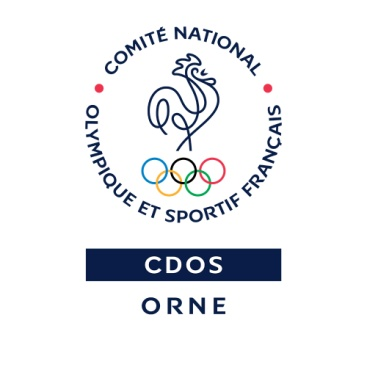 COMITÉ NATIONAL
OLYMPIQUE ET SPORTIF FRANÇAIS
CDOS
ORNE